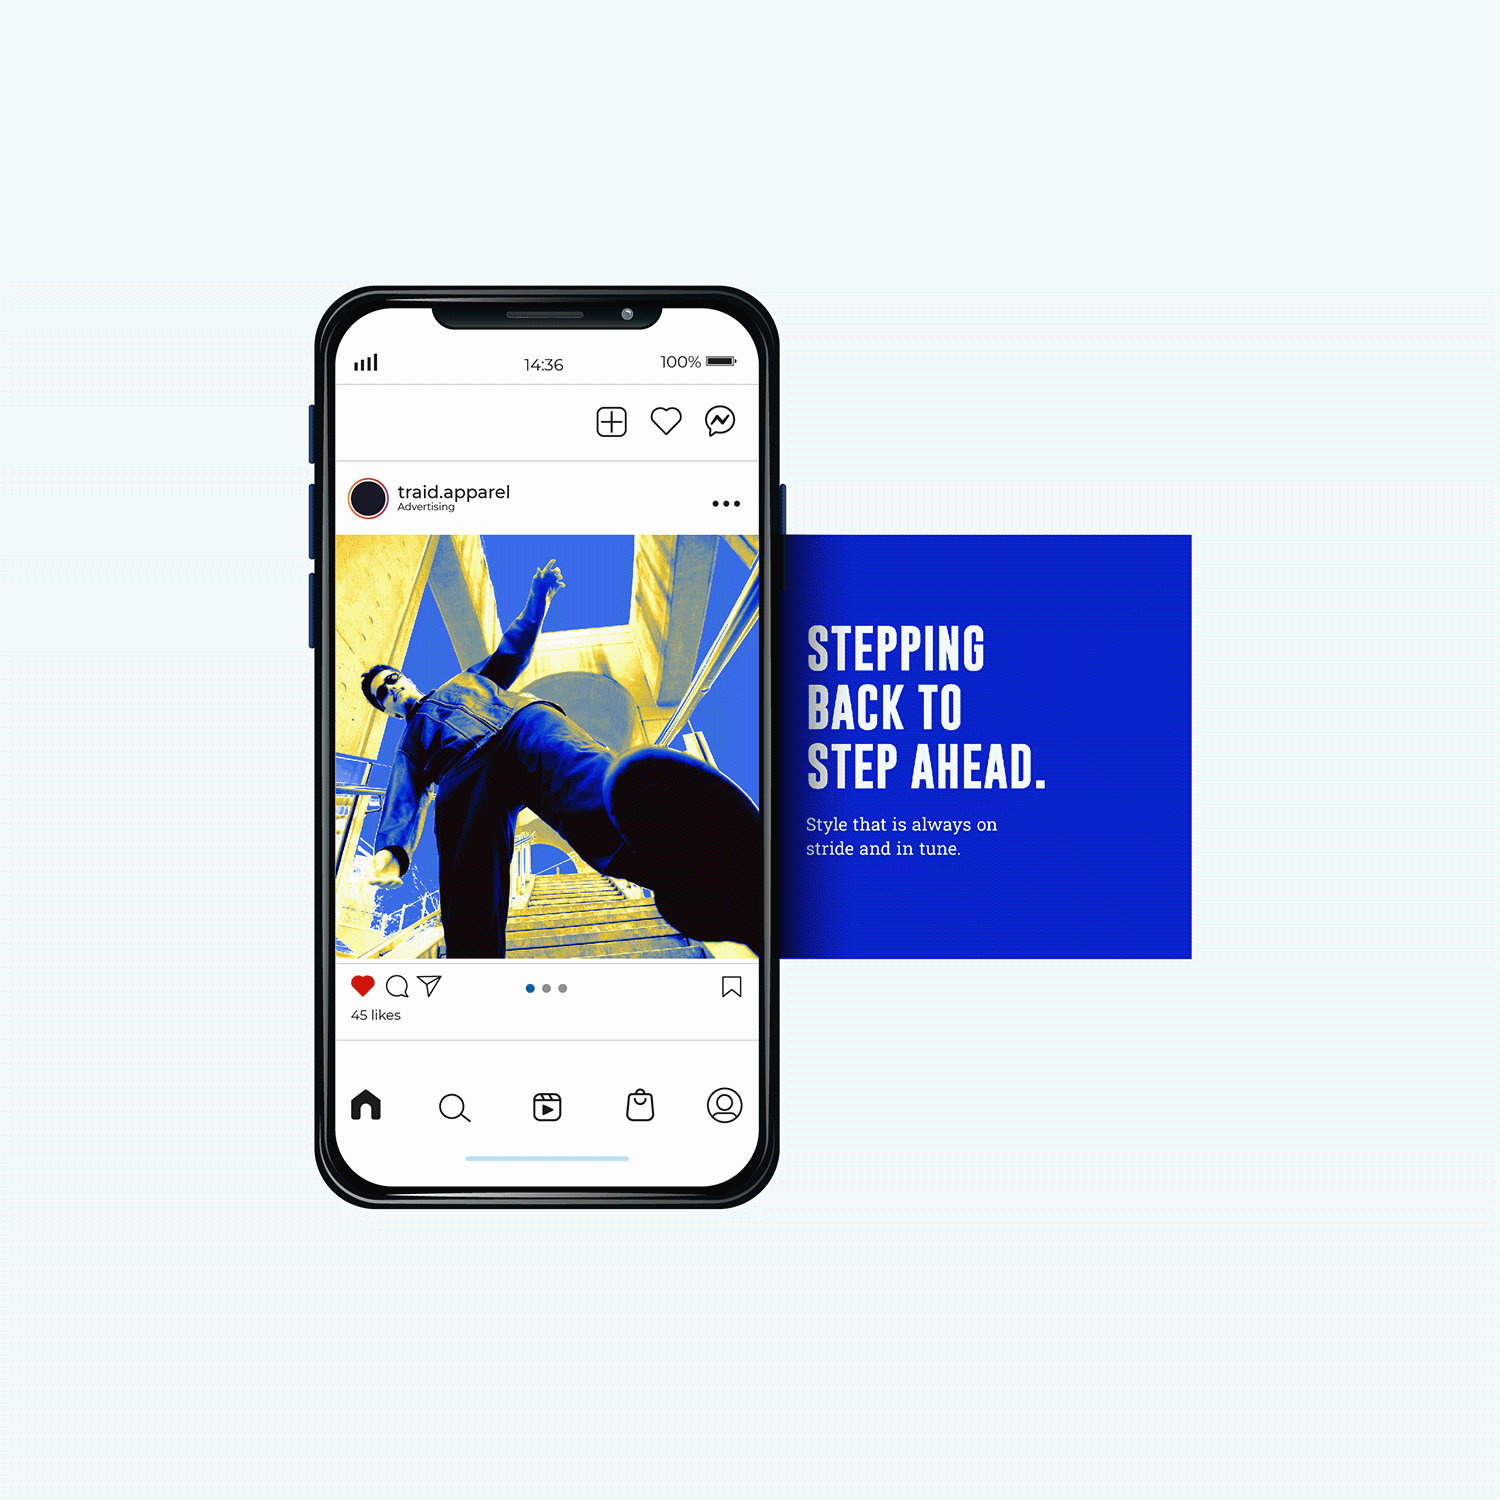 14:36
100%
traid.apparel
Advertising
STEPPING
BACK TO
STEP AHEAD.
Style that is always on
stride and in tune.
45 likes